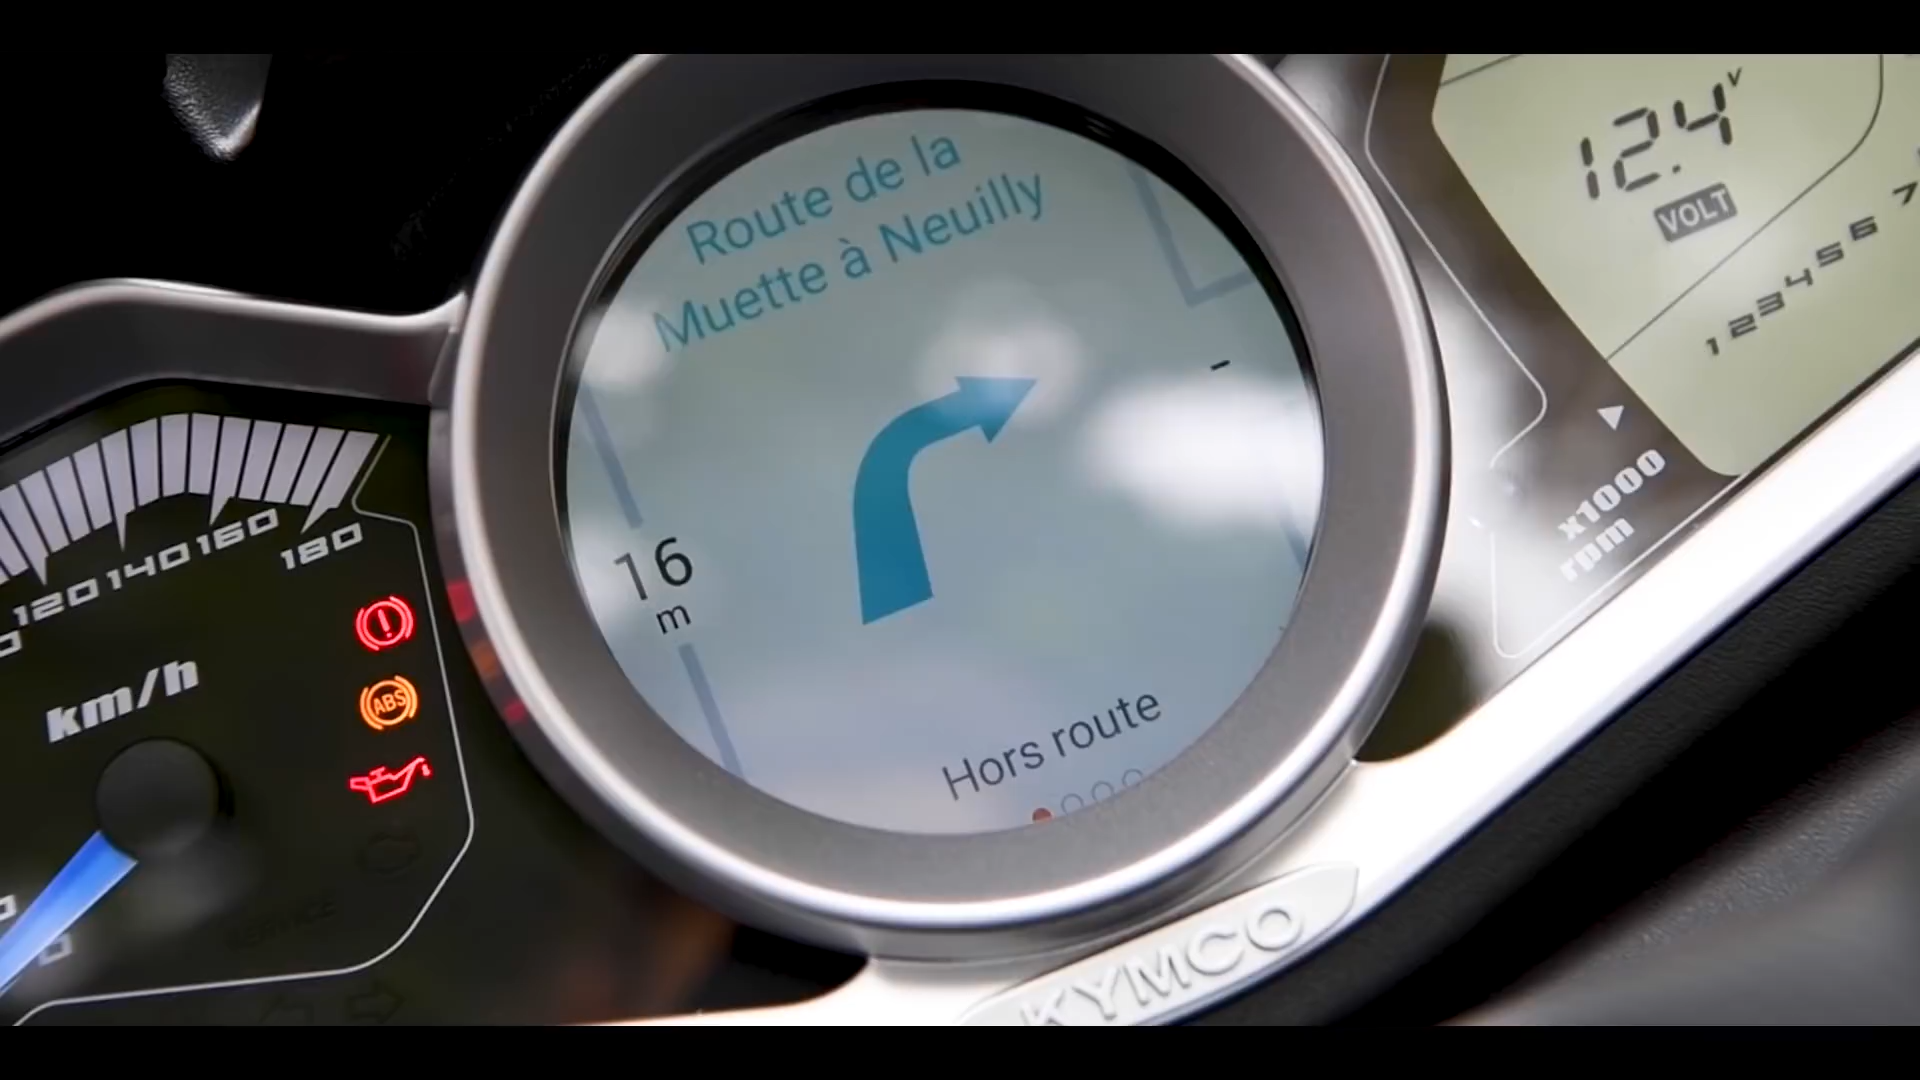 Route de la
Muette à Neuilly
16
m
-
Hors route
12.4 V
VOLT
1 2 3 4 5 6 7
x1000
rpm
120 140 160 180
km/h
ABS
KYMCO